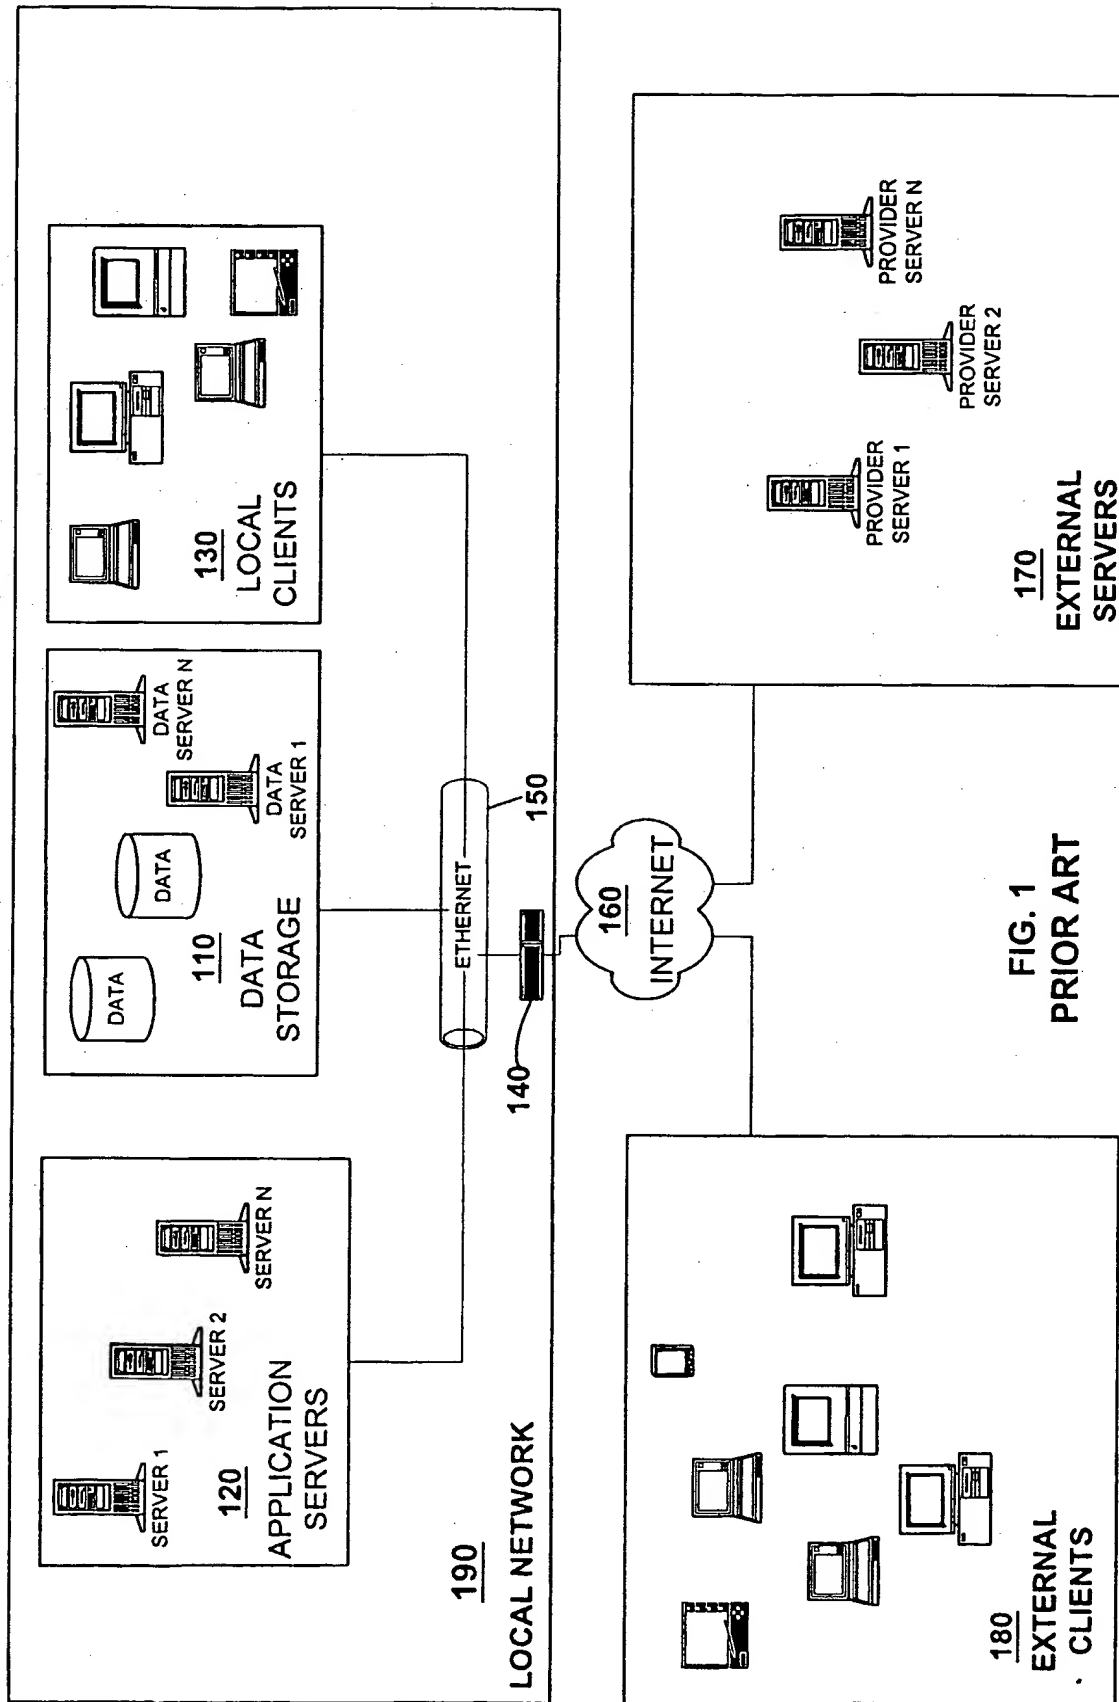 SERVER 1
SERVER 2
SERVER N
120
APPLICATION
SERVERS
DATA
DATA
DATA
SERVER 1
DATA
SERVER N
110
DATA
STORAGE
130
LOCAL
CLIENTS
ETHERNET
150
140
190
LOCAL NETWORK
160
INTERNET
180
EXTERNAL
CLIENTS
PROVIDER
SERVER 1
PROVIDER
SERVER 2
PROVIDER
SERVER N
170
EXTERNAL
SERVERS
FIG. 1
PRIOR ART